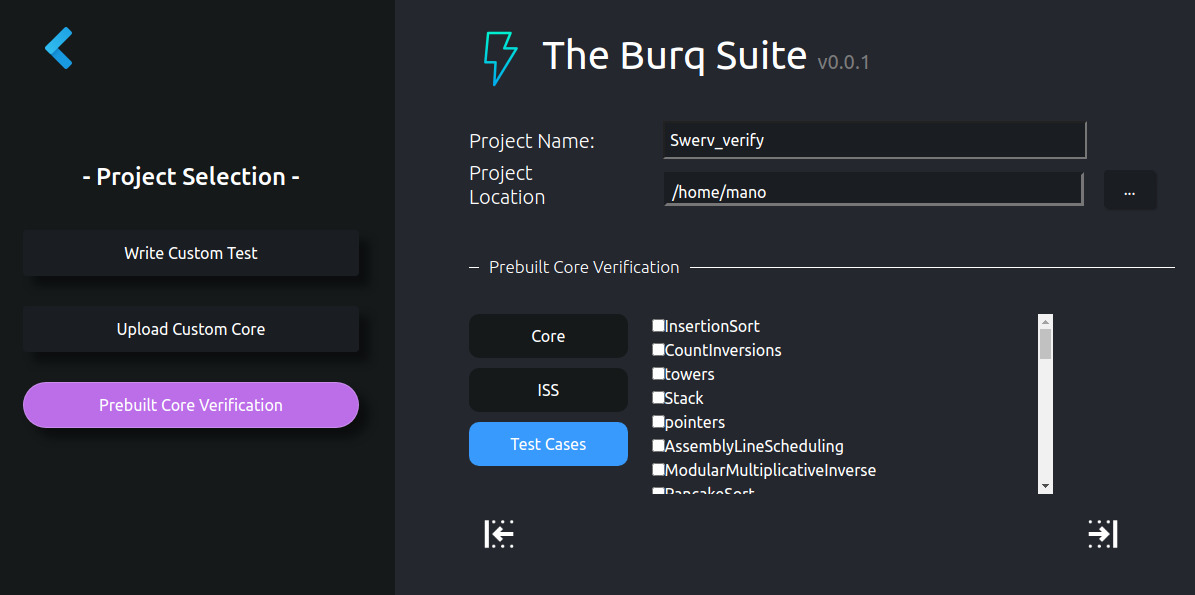 - Project Selection -
Write Custom Test
Upload Custom Core
Prebuilt Core Verification
The Burq Suite v0.0.1
Project Name:
Swerv_verify
Project
Location
/home/mano
...
Prebuilt Core Verification
Core
ISS
Test Cases
InsertionSort
CountInversions
towers
Stack
pointers
AssemblyLineScheduling
ModularMultiplicativeInverse
PancakeSort